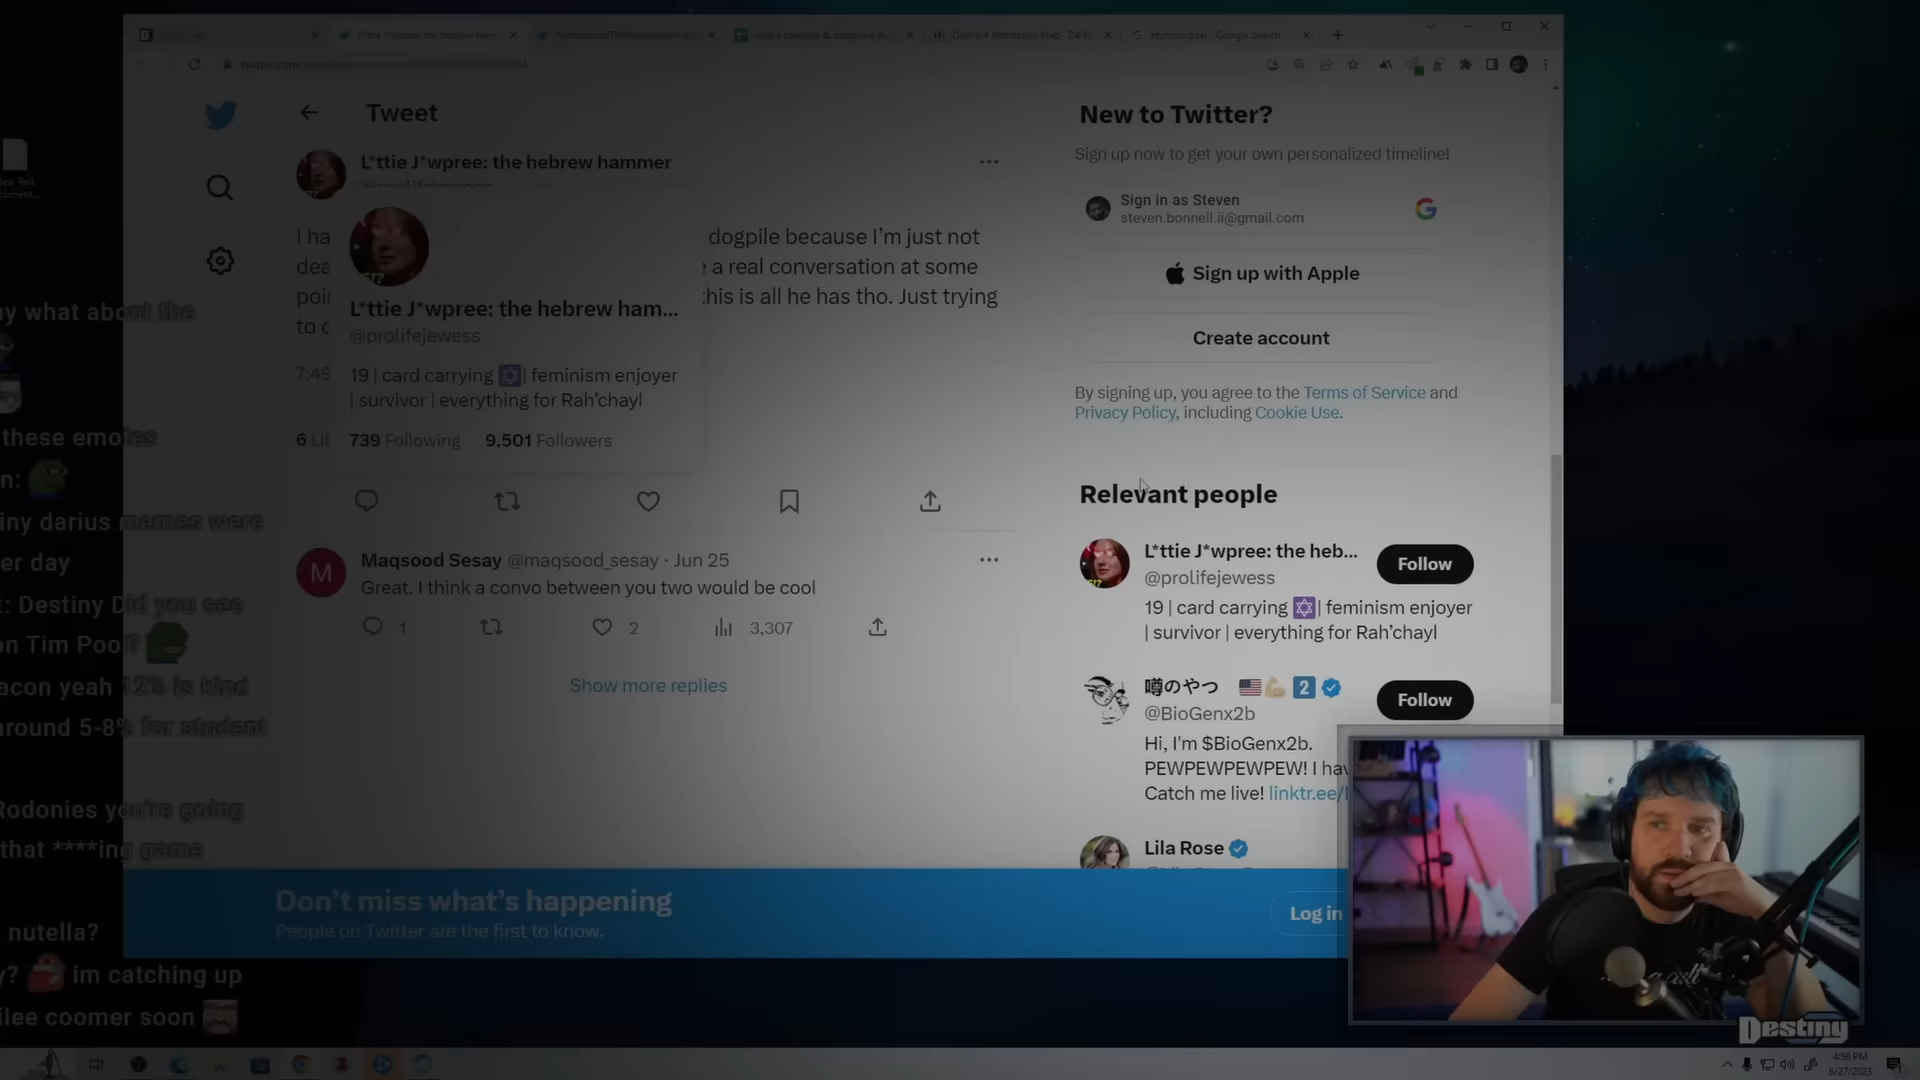 Tweet
L*ttie J*wpree: the hebrew hammer
I ha
dogpile because I'm just not
dea
a real conversation at some
poi
this is all he has tho. Just trying
to
L*ttie J*wpree: the hebrew ham...
@prolifejewess
19 | card carrying ✡| feminism enjoyer
| survivor | everything for Rah'chayl
739 Following 9,501 Followers
7:49
6 Li
Maqsood Sesay @maqsood_sesay · Jun 25
Great. I think a convo between you two would be cool
1 2 3,307
Show more replies
New to Twitter?
Sign up now to get your own personalized timeline!
Sign in as Steven
steven.bonnell.ii@gmail.com
Sign up with Apple
Create account
By signing up, you agree to the Terms of Service and
Privacy Policy, including Cookie Use.
Relevant people
L*ttie J*wpree: the heb...
@prolifejewess
Follow
19 | card carrying ✡| feminism enjoyer
| survivor | everything for Rah'chayl
噂のやつ 🇺🇸💪2️⃣
@BioGenx2b
Follow
Hi, I'm $BioGenx2b.
PEWPEWPEWPEW! I hav
Catch me live! linktr.ee/
Lila Rose
Don't miss what's happening
People on Twitter are the first to know.
Log in
y what about the
these emotes
n:
iny darius memes were
er day
: Destiny Did you see
on Tim Pool?
acon yeah 12% is kind
around 5-8% for student
Rodonies you're going
that ****ing game
nutella?
y? im catching up
ilee coomer soon
Destiny
4:56 PM
6/27/2023